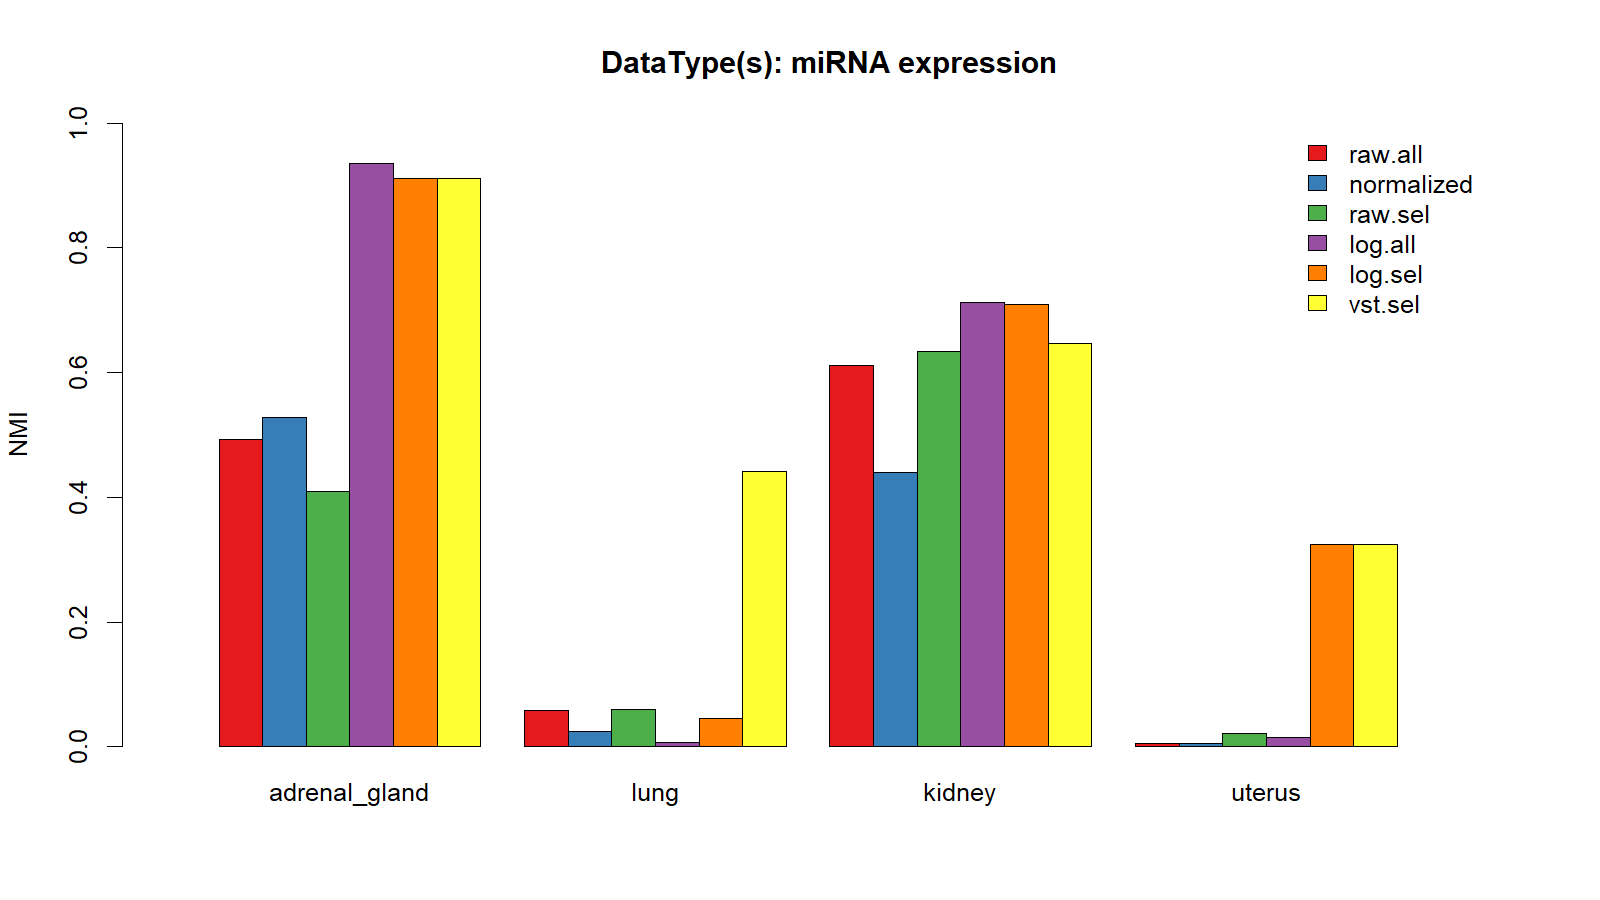 DataType(s): miRNA expression
NMI
1.0
0.8
0.6
0.4
0.2
0.0
raw.all
normalized
raw.sel
log.all
log.sel
vst.sel
adrenal_gland lung kidney uterus